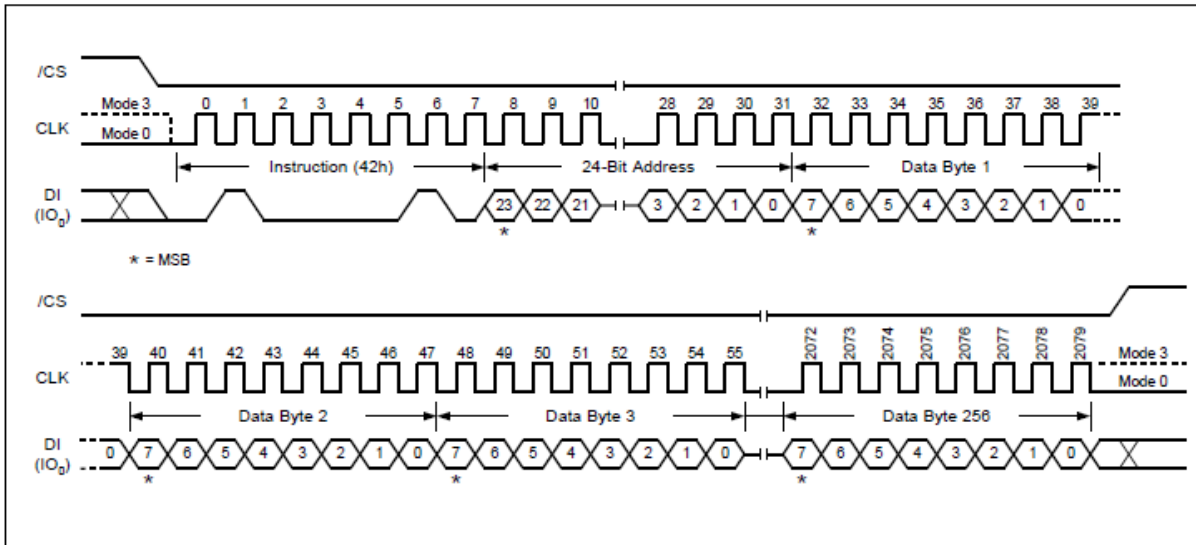 /CS
Mode 3 0 1 2 3 4 5 6 7 8 9 10 28 29 30 31 32 33 34 35 36 37 38 39
CLK Mode 0
Instruction (42h) 24-Bit Address Data Byte 1
DI
(IO₀) 23 22 21 3 2 1 0 7 6 5 4 3 2 1 0
* *
* = MSB
/CS
39 40 41 42 43 44 45 46 47 48 49 50 51 52 53 54 55 2072 2073 2074 2075 2076 2077 2078 2079 Mode 3
CLK Mode 0
Data Byte 2 Data Byte 3 Data Byte 256
DI
(IO₀) 0 7 6 5 4 3 2 1 0 7 6 5 4 3 2 1 0 7 6 5 4 3 2 1 0
* * *